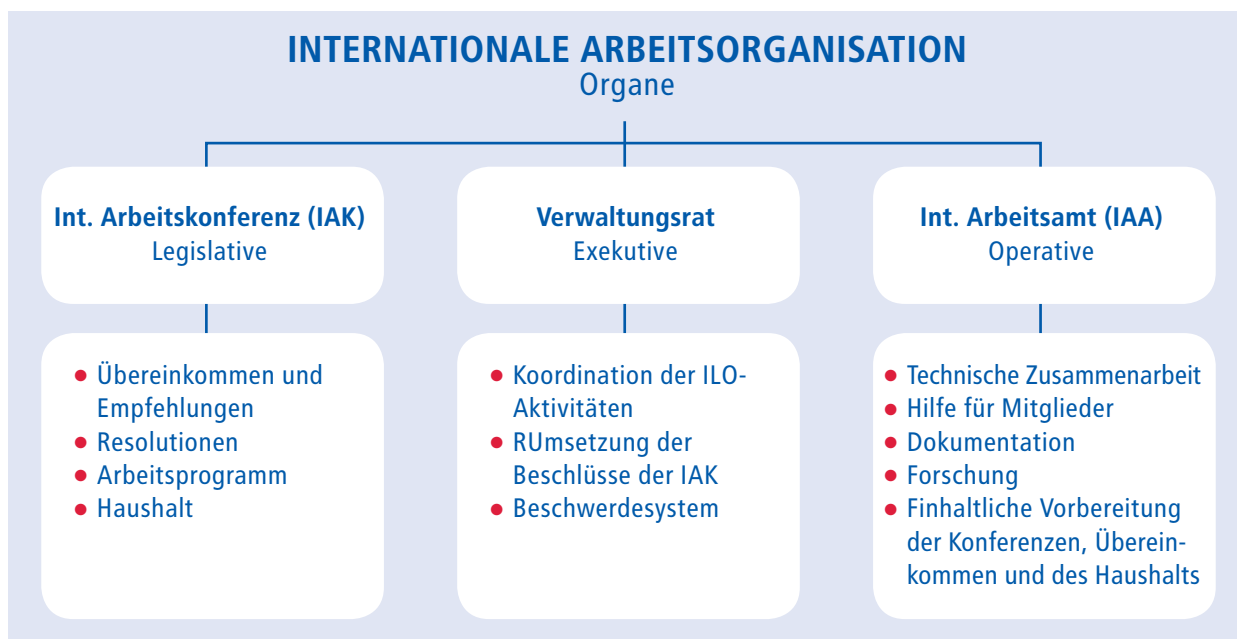 INTERNATIONALE ARBEITSORGANISATION
Organe
Int. Arbeitskonferenz (IAK)
Legislative
Verwaltungsrat
Exekutive
Int. Arbeitsamt (IAA)
Operative
• Übereinkommen und
Empfehlungen
• Resolutionen
• Arbeitsprogramm
• Haushalt
• Koordination der ILO-
Aktivitäten
• RUmsetzung der
Beschlüsse der IAK
• Beschwerdesystem
• Technische Zusammenarbeit
• Hilfe für Mitglieder
• Dokumentation
• Forschung
• Finhaltliche Vorbereitung
der Konferenzen, Überein-
kommen und des Haushalts